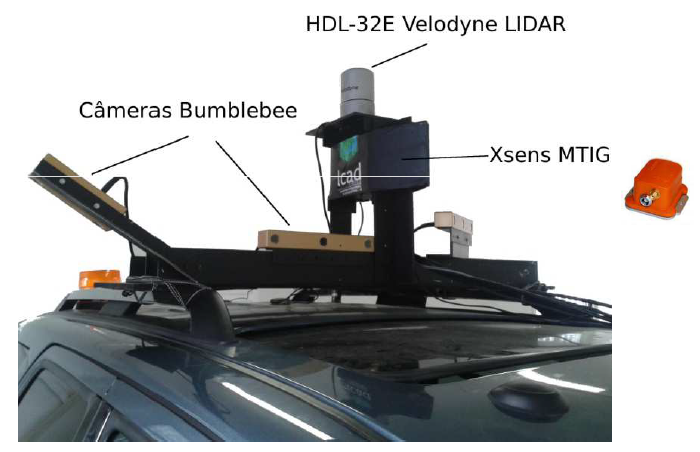 HDL-32E Velodyne LIDAR
Câmeras Bumblebee
Xsens MTIG
lcad